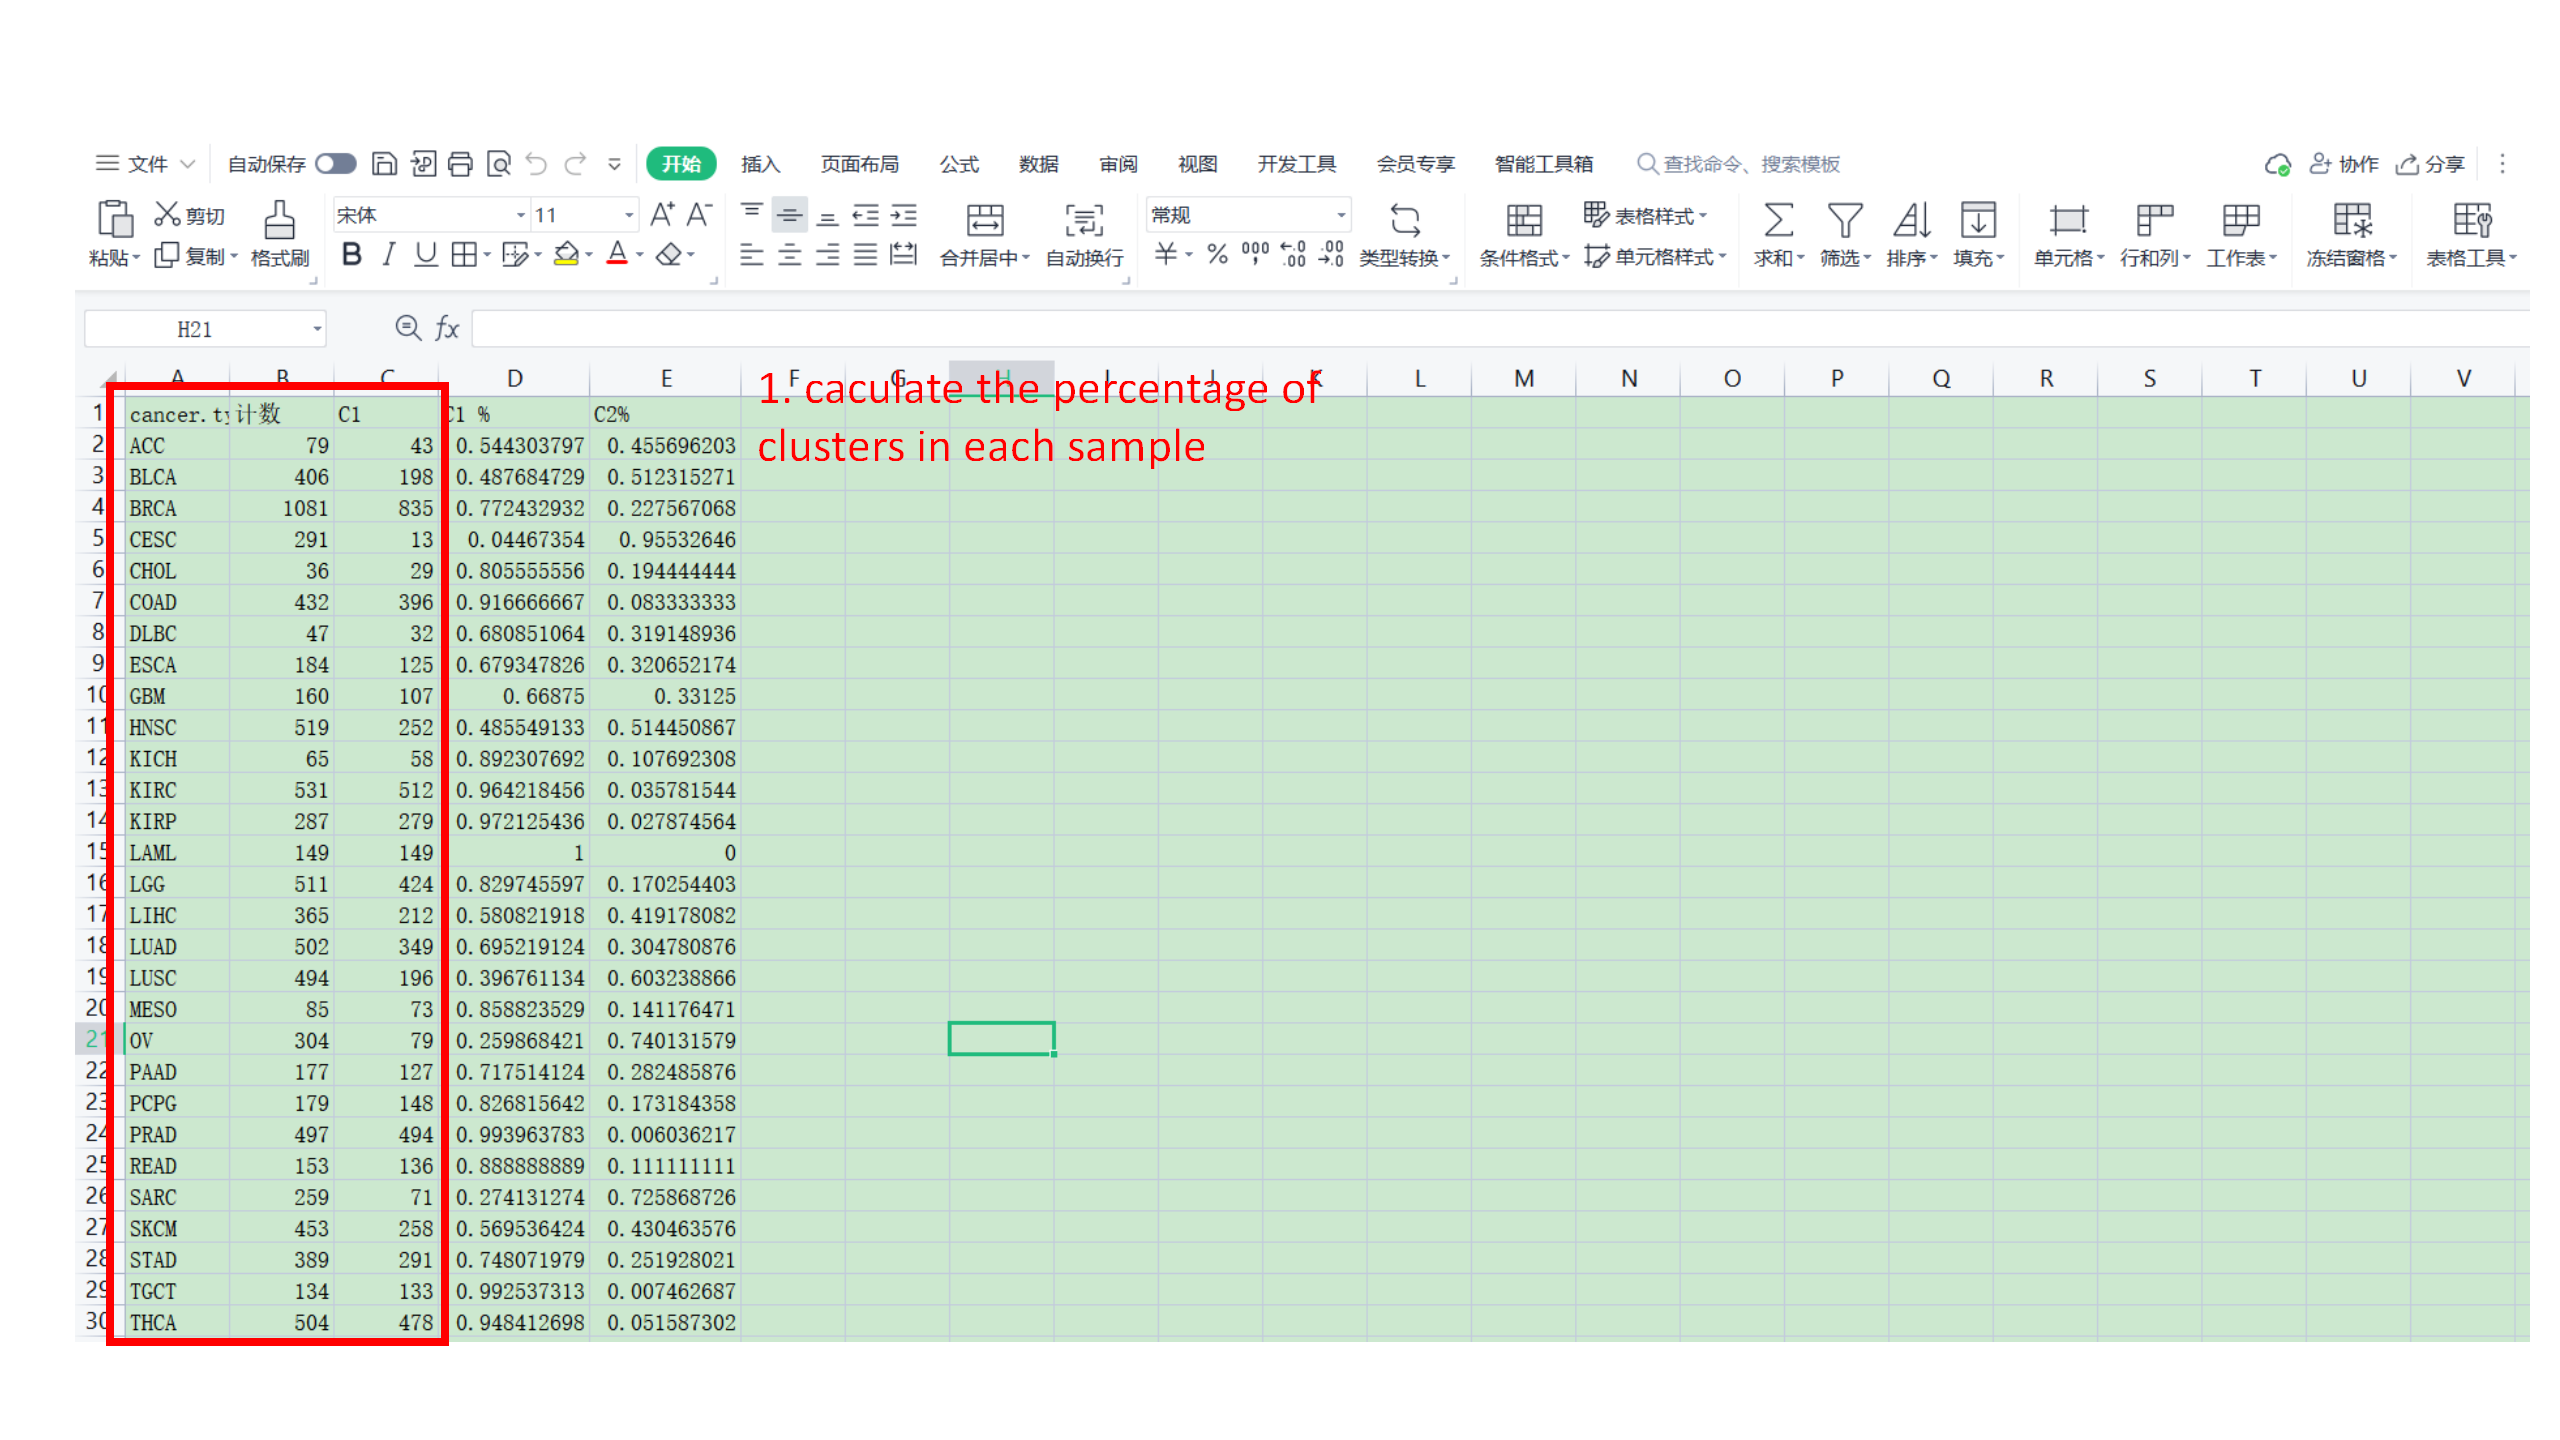 文件 自动保存 开始 插入 页面布局 公式 数据 审阅 视图 开发工具 会员专享 智能工具箱 查找命令、搜索模板 协作 分享
剪切 宋体 11 A+ A- 常规 表格样式
粘贴 复制 格式刷 B I U A 合并居中 自动换行 ¥ % 000 ←.0 .00 .00 →.0 类型转换 条件格式 单元格样式 求和 筛选 排序 填充 单元格 行和列 工作表 冻结窗格 表格工具
H21 fx
A B C D E F G H I J K L M N O P Q R S T U V
1. caculate the percentage of
clusters in each sample
1 cancer.ty 计数 C1 C1 % C2%
2 ACC 79 43 0.544303797 0.455696203
3 BLCA 406 198 0.487684729 0.512315271
4 BRCA 1081 835 0.772432932 0.227567068
5 CESC 291 13 0.04467354 0.95532646
6 CHOL 36 29 0.805555556 0.194444444
7 COAD 432 396 0.916666667 0.083333333
8 DLBC 47 32 0.680851064 0.319148936
9 ESCA 184 125 0.679347826 0.320652174
10 GBM 160 107 0.66875 0.33125
11 HNSC 519 252 0.485549133 0.514450867
12 KICH 65 58 0.892307692 0.107692308
13 KIRC 531 512 0.964218456 0.035781544
14 KIRP 287 279 0.972125436 0.027874564
15 LAML 149 149 1 0
16 LGG 511 424 0.829745597 0.170254403
17 LIHC 365 212 0.580821918 0.419178082
18 LUAD 502 349 0.695219124 0.304780876
19 LUSC 494 196 0.396761134 0.603238866
20 MESO 85 73 0.858823529 0.141176471
21 OV 304 79 0.259868421 0.740131579
22 PAAD 177 127 0.717514124 0.282485876
23 PCPG 179 148 0.826815642 0.173184358
24 PRAD 497 494 0.993963783 0.006036217
25 READ 153 136 0.888888889 0.111111111
26 SARC 259 71 0.274131274 0.725868726
27 SKCM 453 258 0.569536424 0.430463576
28 STAD 389 291 0.748071979 0.251928021
29 TGCT 134 133 0.992537313 0.007462687
30 THCA 504 478 0.948412698 0.051587302